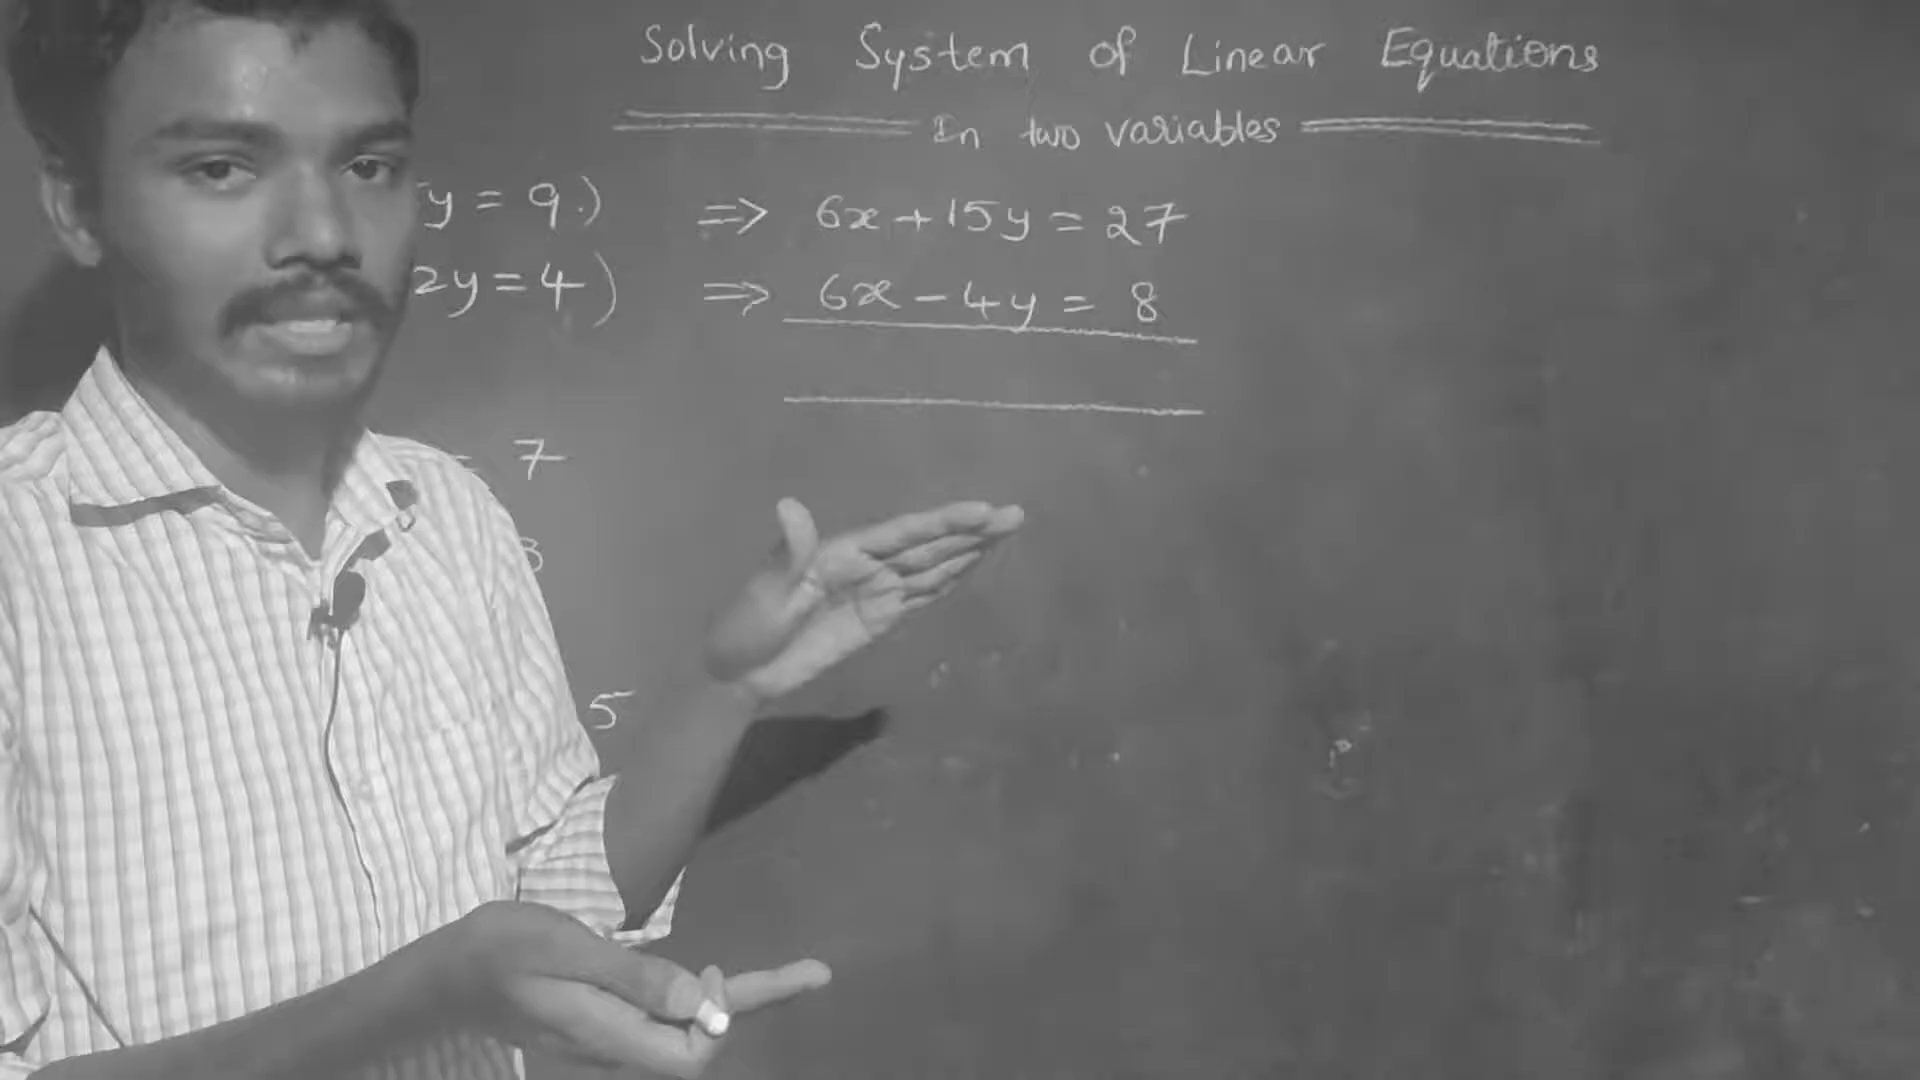 Solving System of Linear Equations
In two variables
y = 9.) => 6x + 15y = 27
2y = 4) => 6x - 4y = 8
= 7
3
5